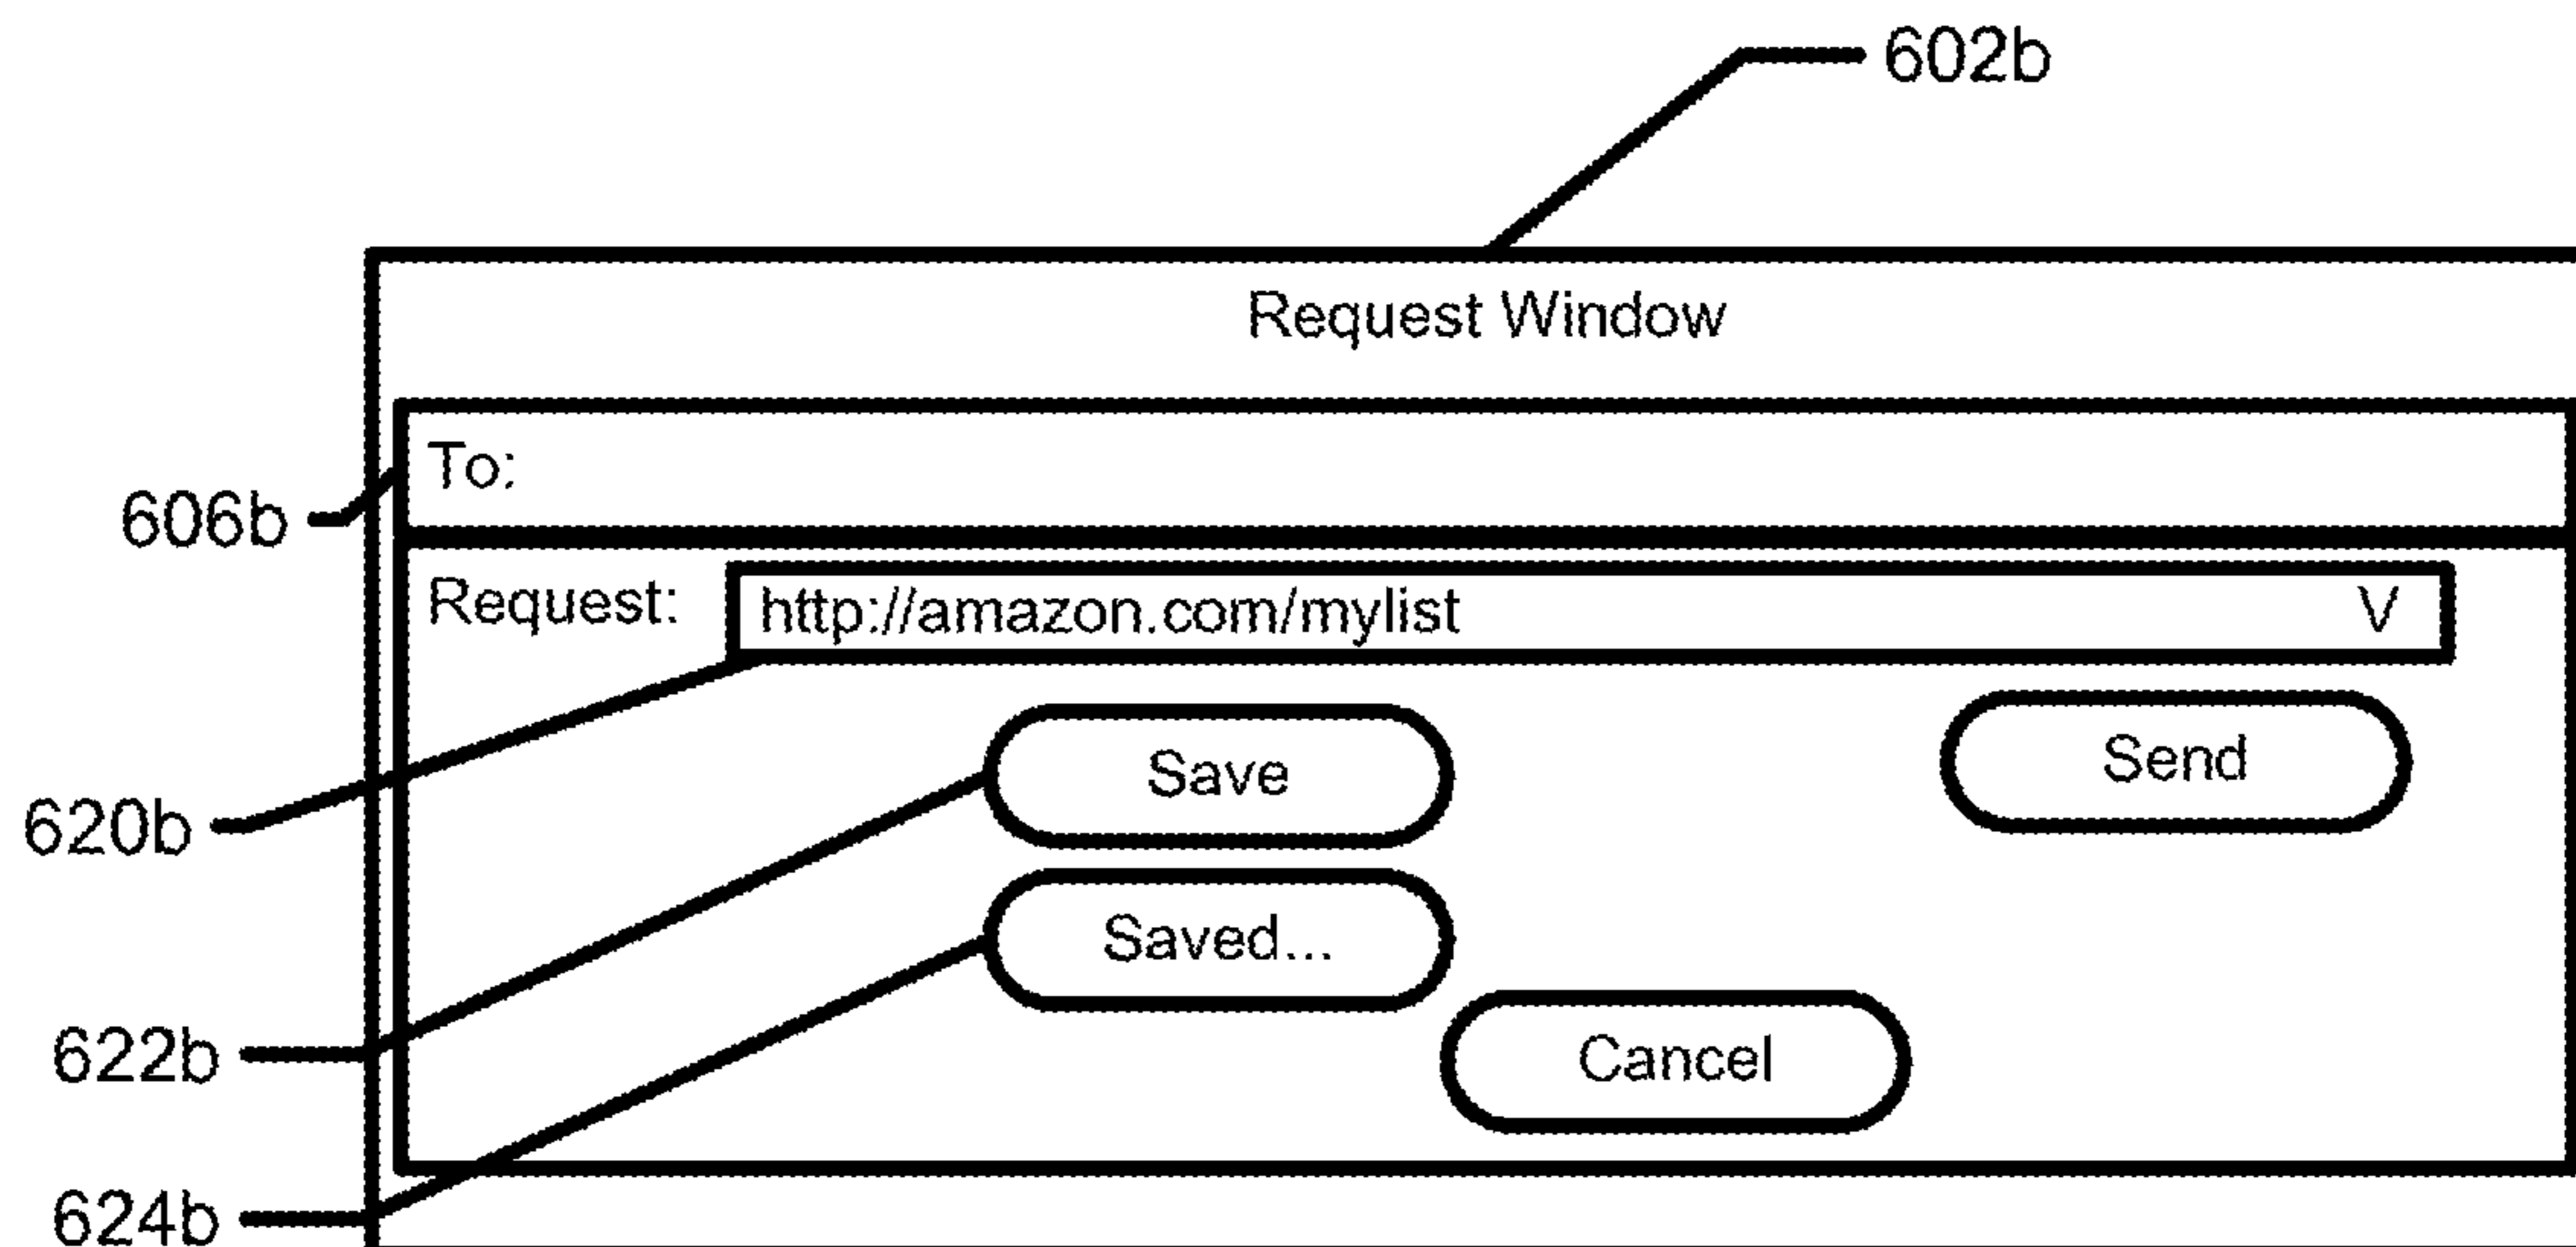 602b
Request Window
To:
606b
Request: http://amazon.com/mylist V
Save Send
620b
Saved...
622b
Cancel
624b